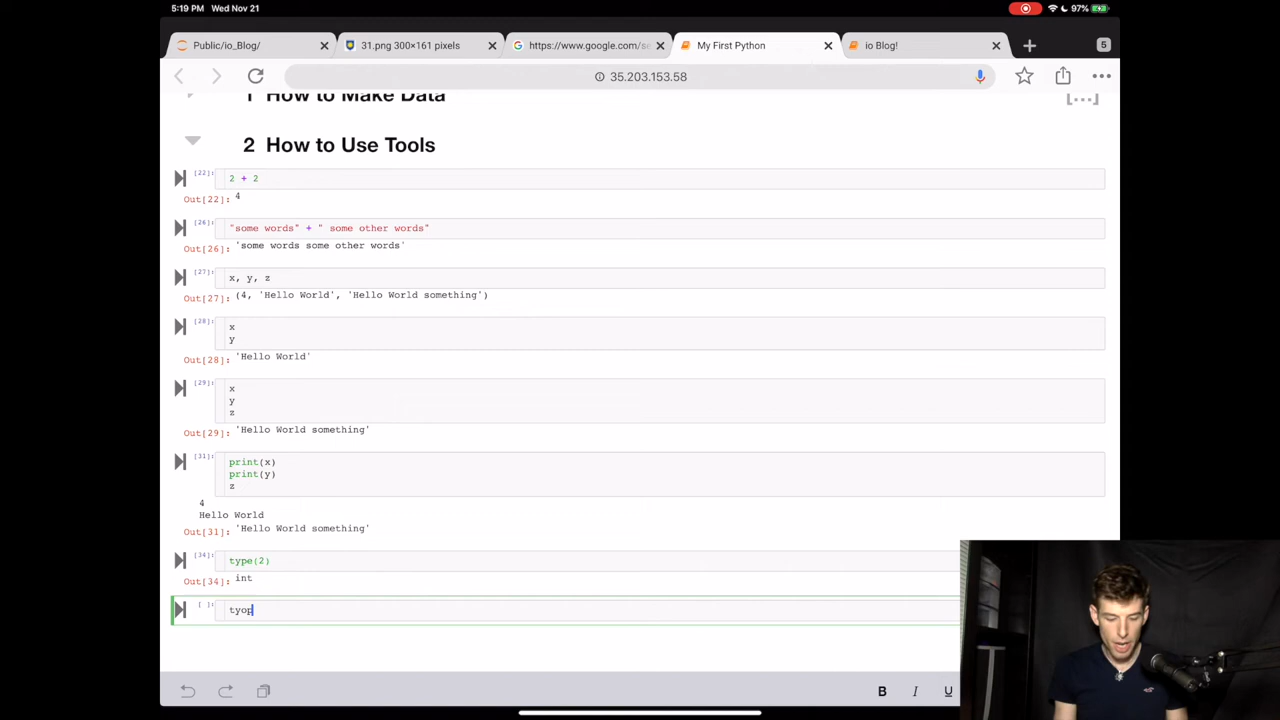 5:19 PM Wed Nov 21
97%
Public/io_Blog/
31.png 300×161 pixels
https://www.google.com/se
My First Python
io Blog!
5
35.203.153.58
1 How to Make Data
[...]
2 How to Use Tools
[22]:
2 + 2
Out[22]: 4
[26]:
"some words" + " some other words"
Out[26]: 'some words some other words'
[27]:
x, y, z
Out[27]: (4, 'Hello World', 'Hello World something')
[28]:
x
y
Out[28]: 'Hello World'
[29]:
x
y
z
Out[29]: 'Hello World something'
[31]:
print(x)
print(y)
z
4
Hello World
Out[31]: 'Hello World something'
[34]:
type(2)
Out[34]: int
[ ]:
tyop
B I U